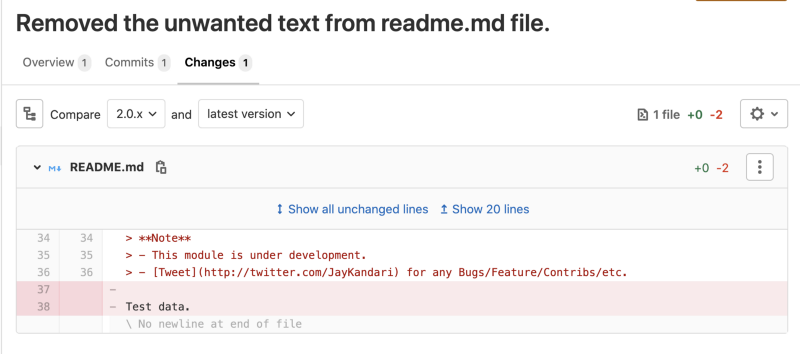 Removed the unwanted text from readme.md file.
Overview 1 Commits 1 Changes 1
Compare 2.0.x and latest version 1 file +0 -2
M↓ README.md +0 -2
Show all unchanged lines Show 20 lines
34 34 > **Note**
35 35 > - This module is under development.
36 36 > - [Tweet](http://twitter.com/JayKandari) for any Bugs/Feature/Contribs/etc.
37 -
38 - Test data.
\ No newline at end of file